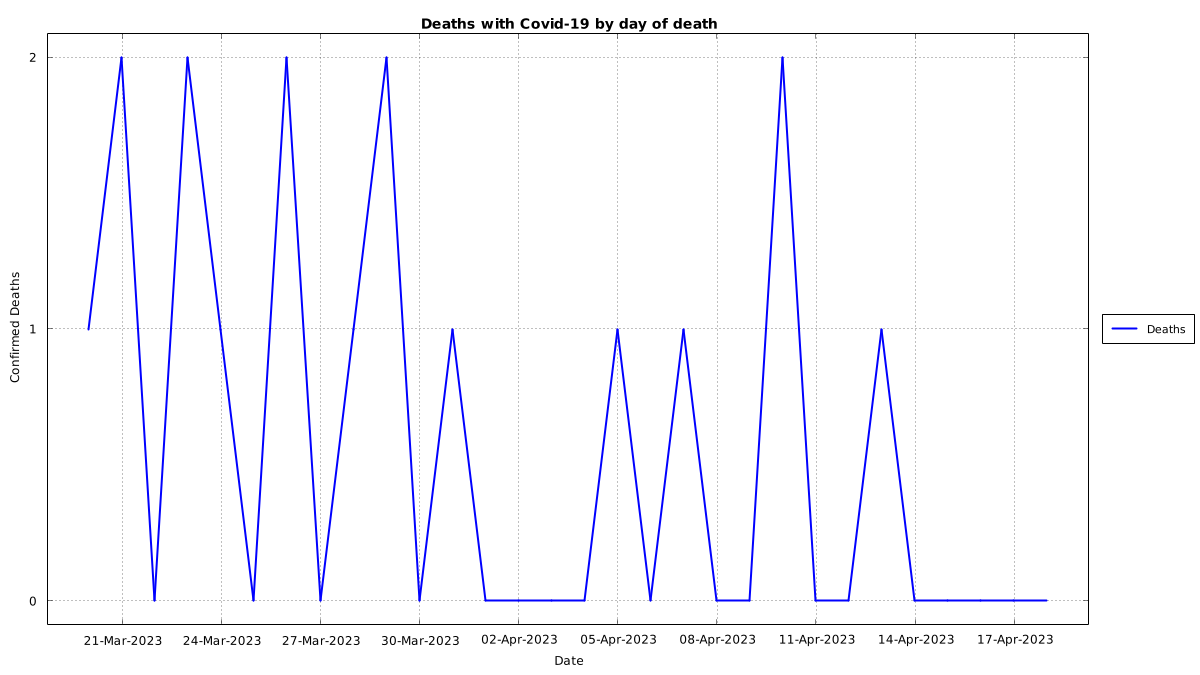 Deaths with Covid-19 by day of death
2
1
0
Confirmed Deaths
21-Mar-2023 24-Mar-2023 27-Mar-2023 30-Mar-2023 02-Apr-2023 05-Apr-2023 08-Apr-2023 11-Apr-2023 14-Apr-2023 17-Apr-2023
Date
Deaths